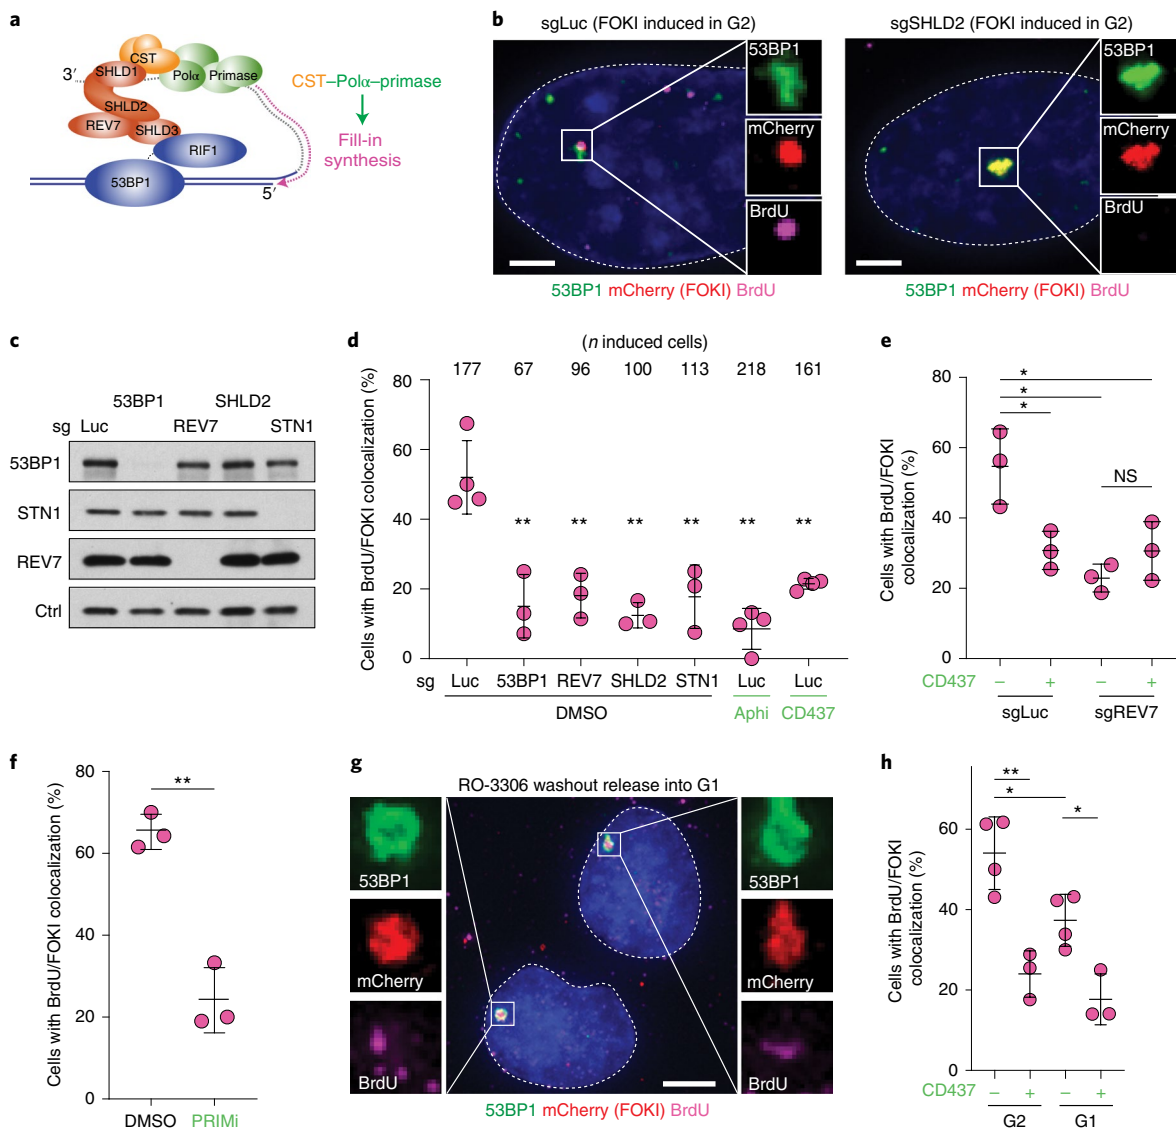 a
3′
CST
SHLD1
Polα
Primase
SHLD2
REV7
SHLD3
RIF1
53BP1
5′
CST–Polα–primase
Fill-in
synthesis
b
sgLuc (FOKI induced in G2)
53BP1
mCherry
BrdU
53BP1 mCherry (FOKI) BrdU
sgSHLD2 (FOKI induced in G2)
53BP1
mCherry
BrdU
53BP1 mCherry (FOKI) BrdU
c
53BP1 SHLD2
sg Luc REV7 STN1
53BP1
STN1
REV7
Ctrl
d
(n induced cells)
177 67 96 100 113 218 161
Cells with BrdU/FOKI colocalization (%)
80
60
40
20
0
** ** ** ** ** **
sg Luc 53BP1 REV7 SHLD2 STN1 Luc Luc
DMSO Aphi CD437
e
Cells with BrdU/FOKI
colocalization (%)
80
60
40
20
0
*
*
*
NS
CD437 – + – +
sgLuc sgREV7
f
Cells with BrdU/FOKI colocalization (%)
80
60
40
20
0
**
DMSO PRIMi
g
RO-3306 washout release into G1
53BP1
mCherry
BrdU
53BP1
mCherry
BrdU
53BP1 mCherry (FOKI) BrdU
h
Cells with BrdU/FOKI
colocalization (%)
60
40
20
0
**
*
*
CD437 – + – +
G2 G1